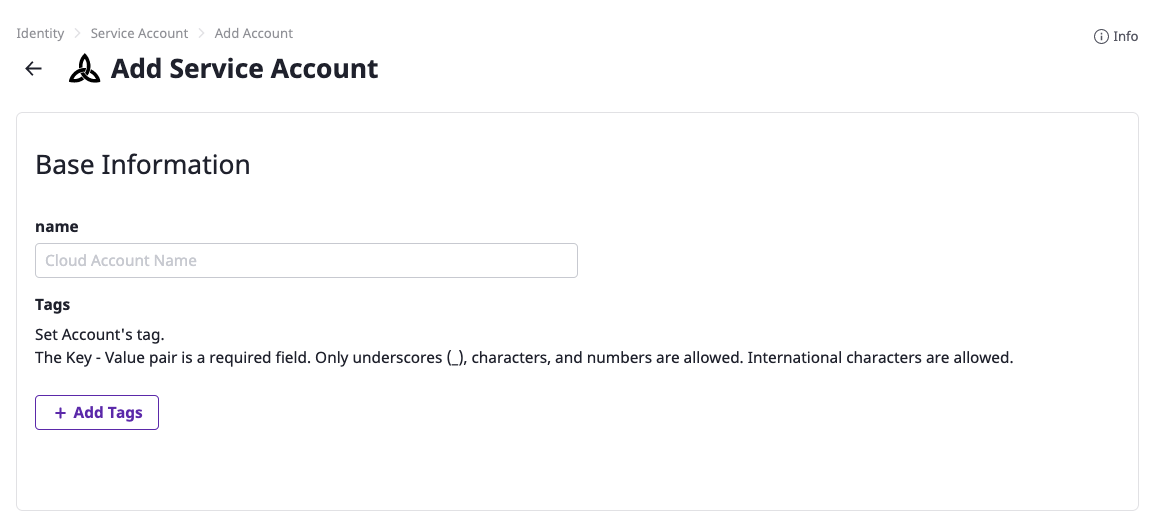 Identity > Service Account > Add Account
Info
Add Service Account
Base Information
name
Cloud Account Name
Tags
Set Account's tag.
The Key - Value pair is a required field. Only underscores (_), characters, and numbers are allowed. International characters are allowed.
+ Add Tags